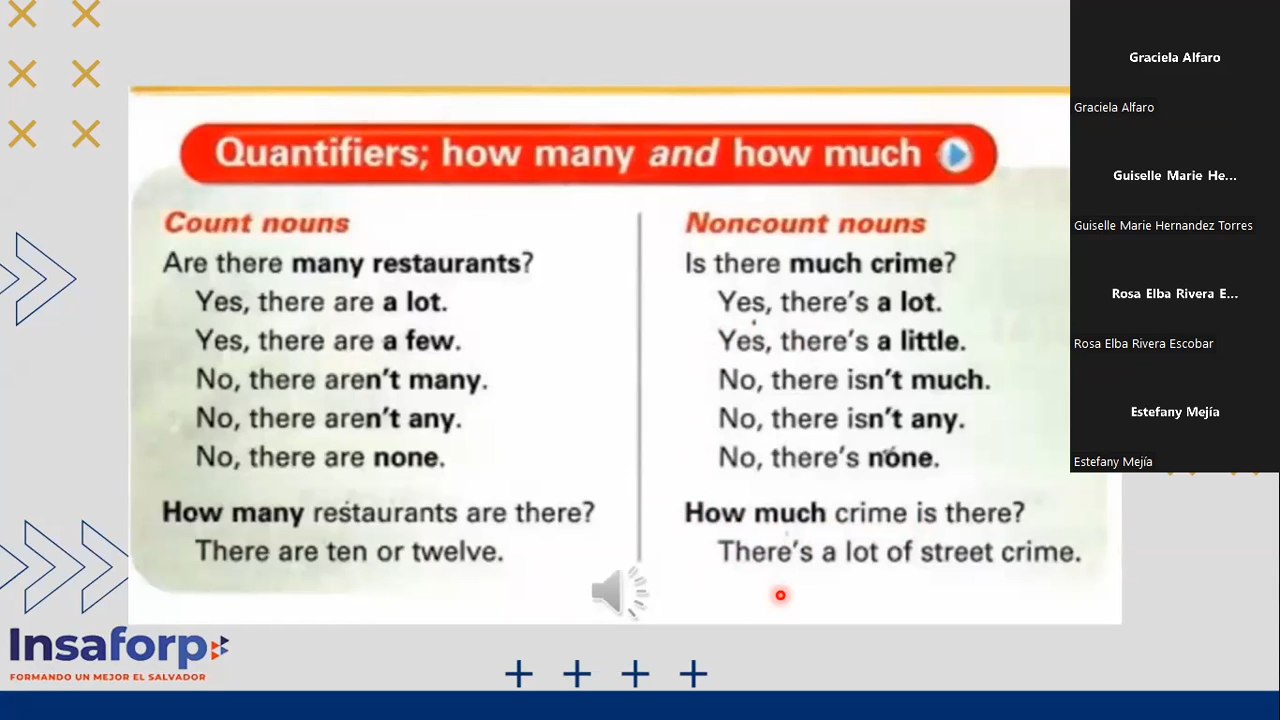 Quantifiers; how many and how much
Count nouns
Are there many restaurants?
Yes, there are a lot.
Yes, there are a few.
No, there aren't many.
No, there aren't any.
No, there are none.
How many restaurants are there?
There are ten or twelve.
Noncount nouns
Is there much crime?
Yes, there's a lot.
Yes, there's a little.
No, there isn't much.
No, there isn't any.
No, there's none.
How much crime is there?
There's a lot of street crime.
Insaforp
FORMANDO UN MEJOR EL SALVADOR
Graciela Alfaro
Graciela Alfaro
Guiselle Marie He...
Guiselle Marie Hernandez Torres
Rosa Elba Rivera E...
Rosa Elba Rivera Escobar
Estefany Mejía
Estefany Mejía